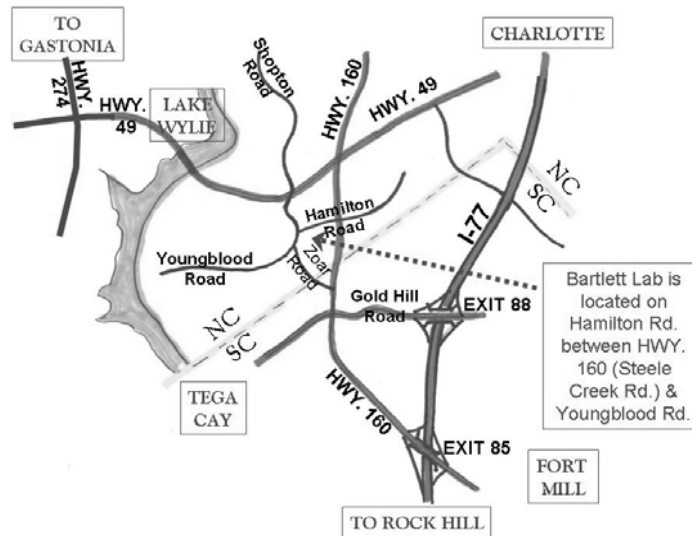 TO
GASTONIA
CHARLOTTE
Shopton
Road
HWY. 160
HWY. 49
HWY.
274
HWY.
49
LAKE
WYLIE
NC
SC
Hamilton
Road
I-77
Youngblood
Road
Zoar
Road
Gold Hill
Road
EXIT 88
Bartlett Lab is
located on
Hamilton Rd.
between HWY.
160 (Steele
Creek Rd.) &
Youngblood Rd.
NC
SC
TEGA
CAY
HWY. 160
EXIT 85
FORT
MILL
TO ROCK HILL